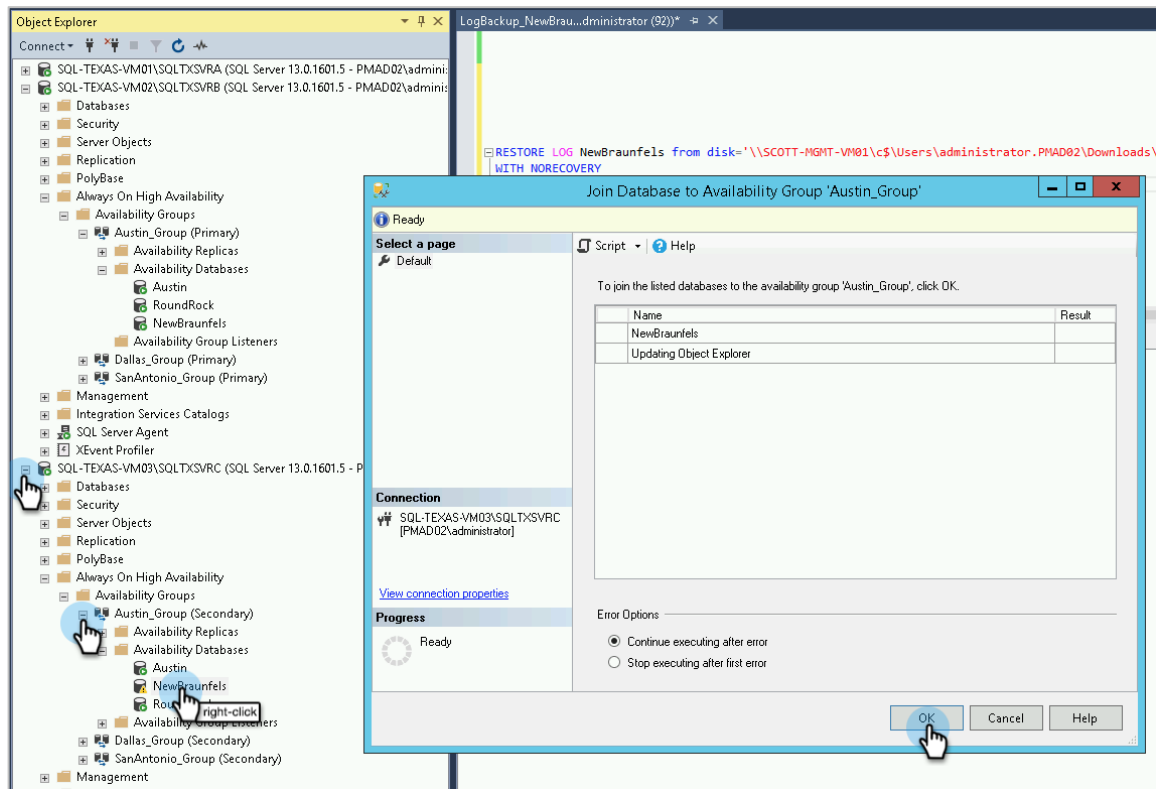 Object Explorer
Connect
SQL-TEXAS-VM01\SQLTXSVRA (SQL Server 13.0.1601.5 - PMAD02\admini
SQL-TEXAS-VM02\SQLTXSVRB (SQL Server 13.0.1601.5 - PMAD02\adminis
Databases
Security
Server Objects
Replication
PolyBase
Always On High Availability
Availability Groups
Austin_Group (Primary)
Availability Replicas
Availability Databases
Austin
RoundRock
NewBraunfels
Availability Group Listeners
Dallas_Group (Primary)
SanAntonio_Group (Primary)
Management
Integration Services Catalogs
SQL Server Agent
XEvent Profiler
SQL-TEXAS-VM03\SQLTXSVRC (SQL Server 13.0.1601.5 - P
Databases
Security
Server Objects
Replication
PolyBase
Always On High Availability
Availability Groups
Austin_Group (Secondary)
Availability Replicas
Availability Databases
Austin
NewBraunfels
right-click
Availability Group Listeners
Dallas_Group (Secondary)
SanAntonio_Group (Secondary)
Management
LogBackup_NewBrau...dministrator (92))*
RESTORE LOG NewBraunfels from disk='\\SCOTT-MGMT-VM01\c$\Users\administrator.PMAD02\Downloads\
WITH NORECOVERY
Join Database to Availability Group 'Austin_Group'
Ready
Select a page
Default
Script Help
To join the listed databases to the availability group 'Austin_Group', click OK.
Name Result
NewBraunfels
Updating Object Explorer
Connection
SQL-TEXAS-VM03\SQLTXSVRC
[PMAD02\administrator]
View connection properties
Progress
Ready
Error Options
Continue executing after error
Stop executing after first error
OK Cancel Help